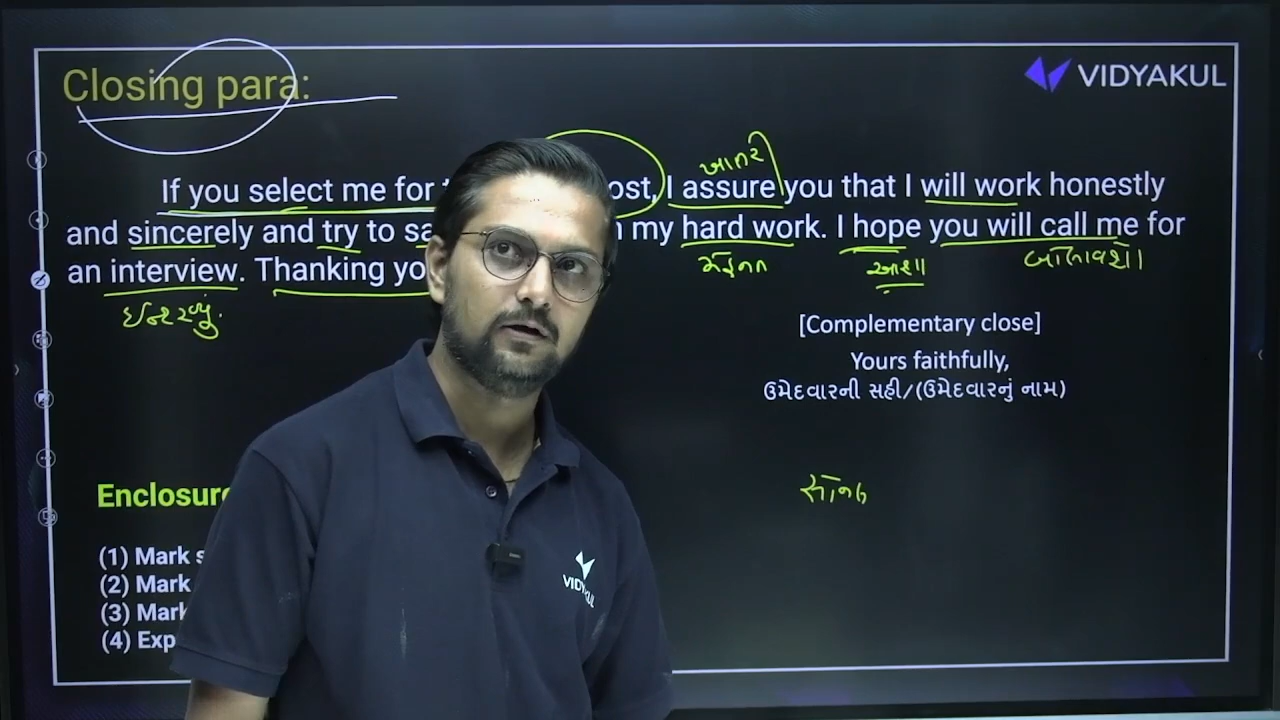 Closing para:
VIDYAKUL
ખાતર
If you select me for ost, I assure you that I will work honestly
and sincerely and try to my hard work. I hope you will call me for
મહેનત આશા બોલાવશો
an interview. Thanking
ઇન્ટરવ્યું
[Complementary close]
Yours faithfully,
ઉમેદવારની સહી/(ઉમેદવારનું નામ)
Enclosure
(1) Mark
(2) Mark
(3) Mark
(4) Exp
VIDYAKUL